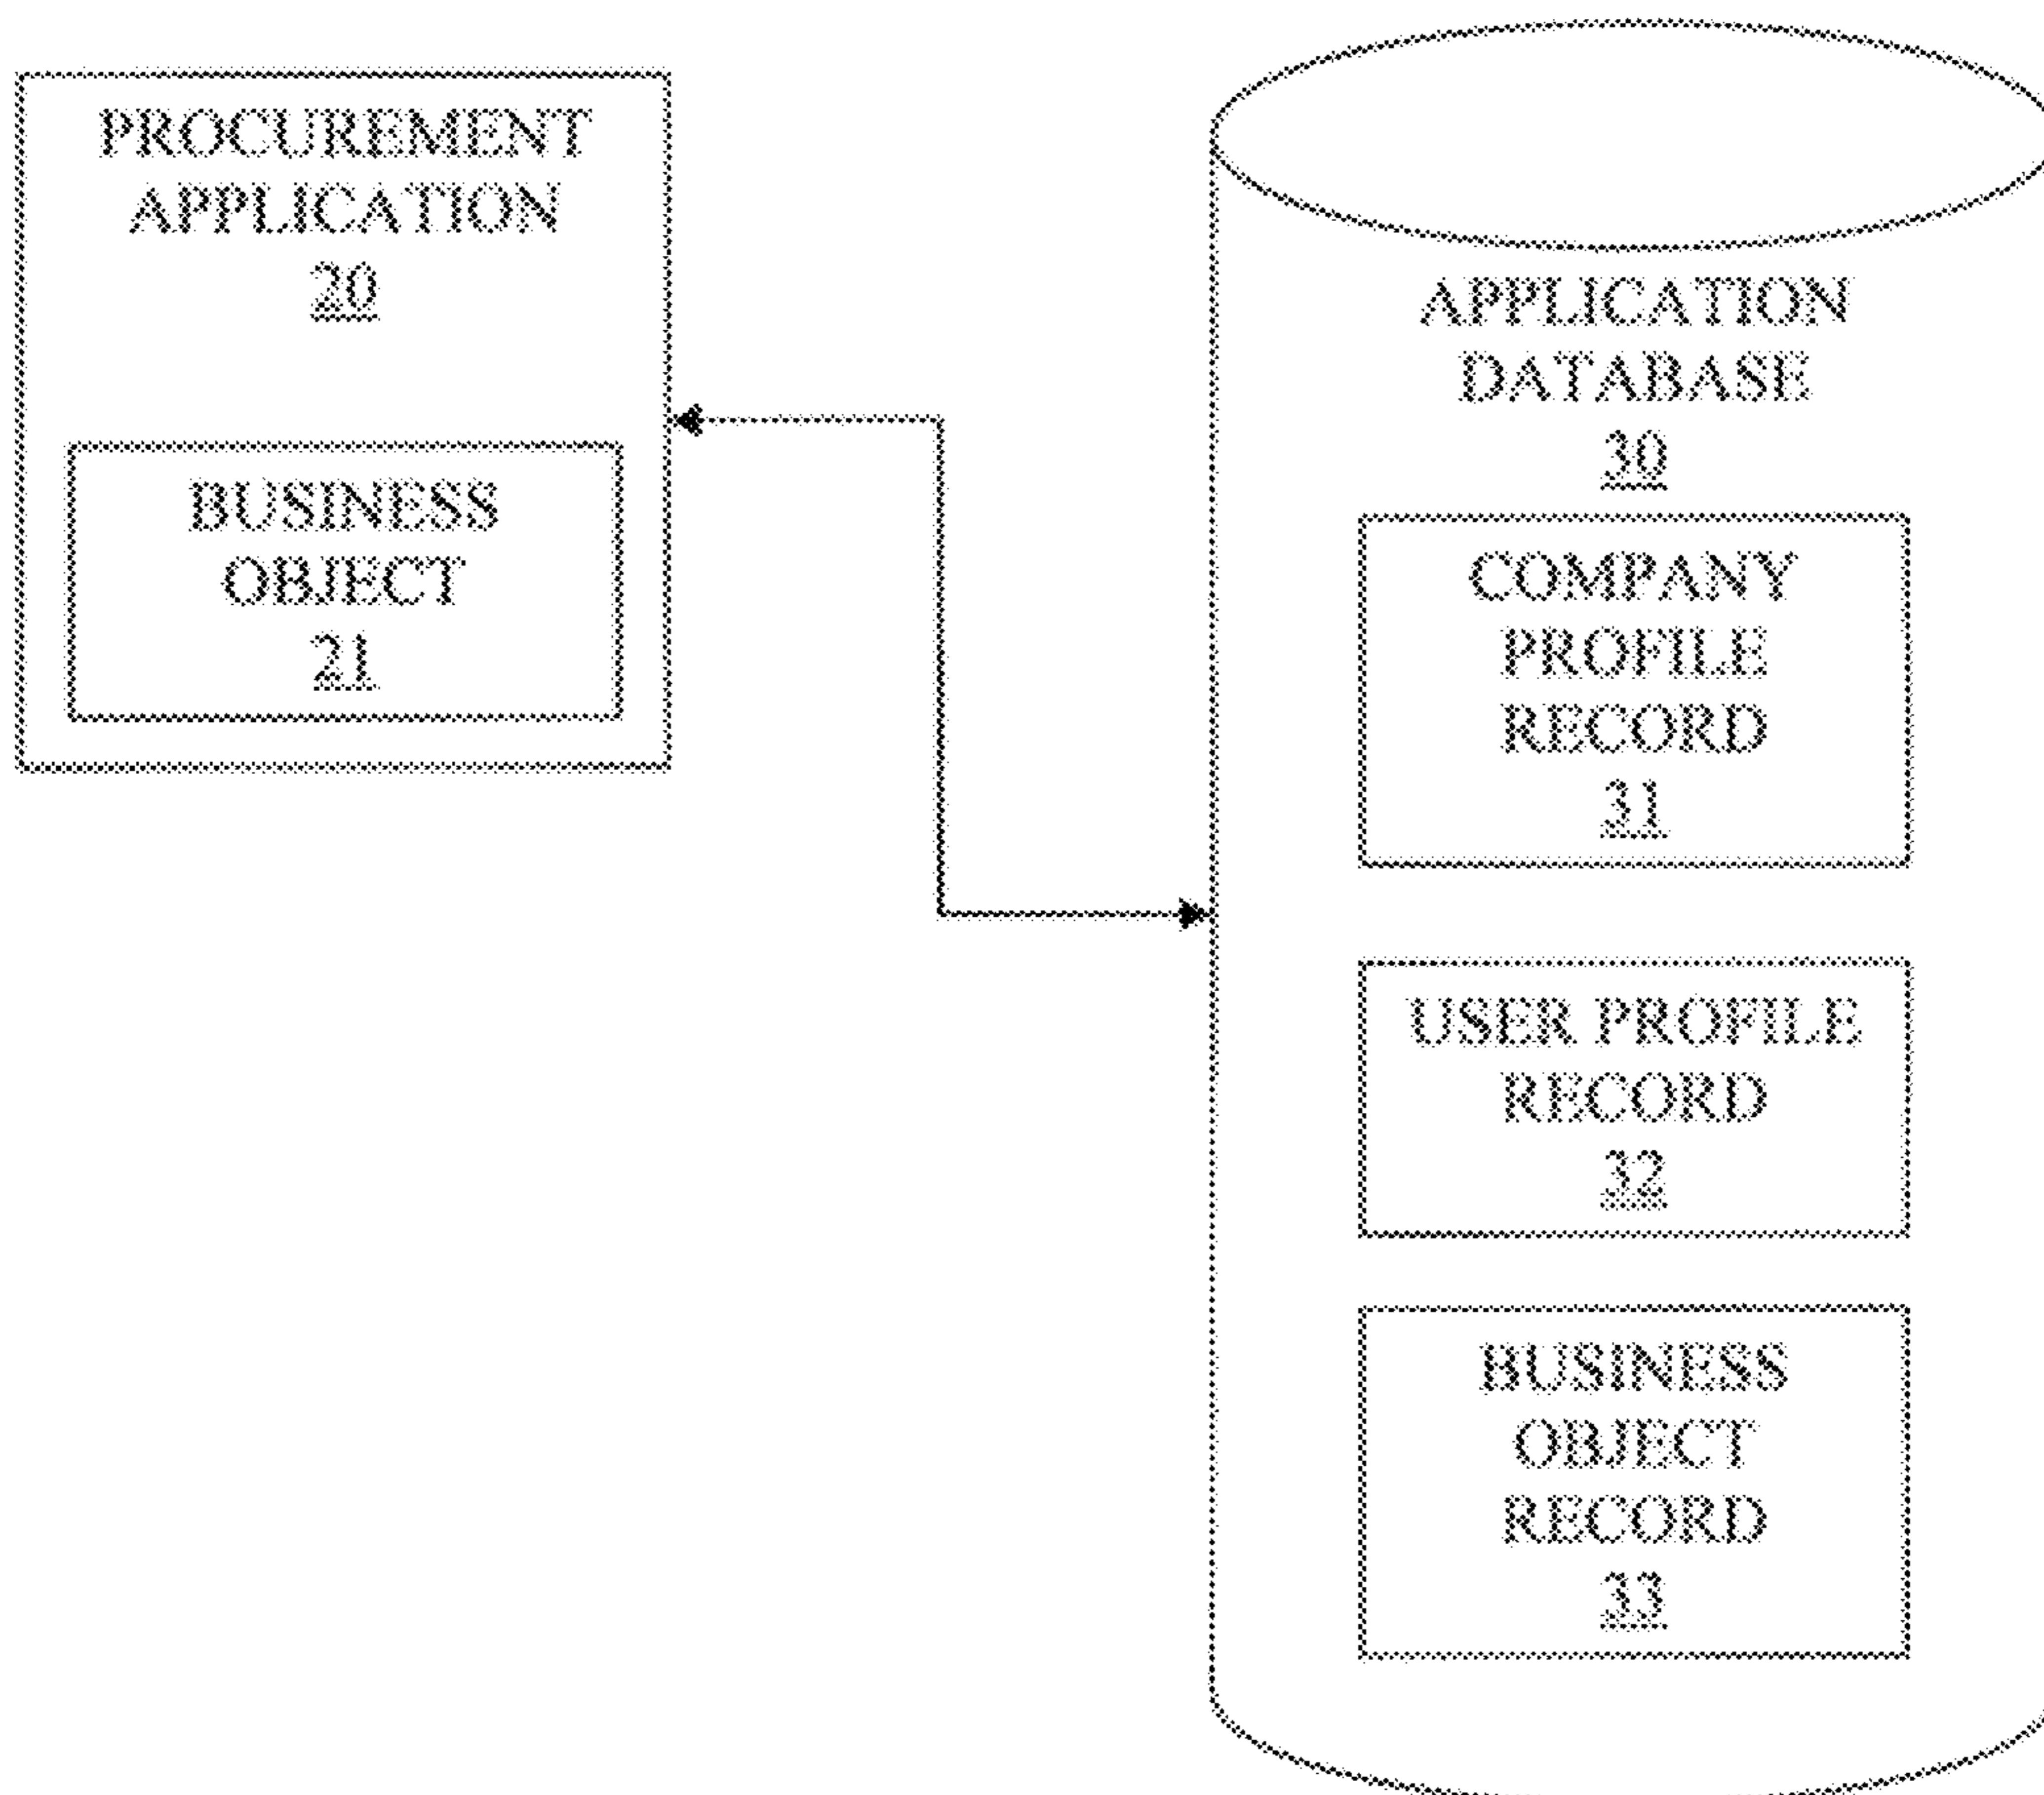 PROCUREMENT
APPLICATION
20
BUSINESS
OBJECT
21
APPLICATION
DATABASE
30
COMPANY
PROFILE
RECORD
31
USER PROFILE
RECORD
32
BUSINESS
OBJECT
RECORD
33